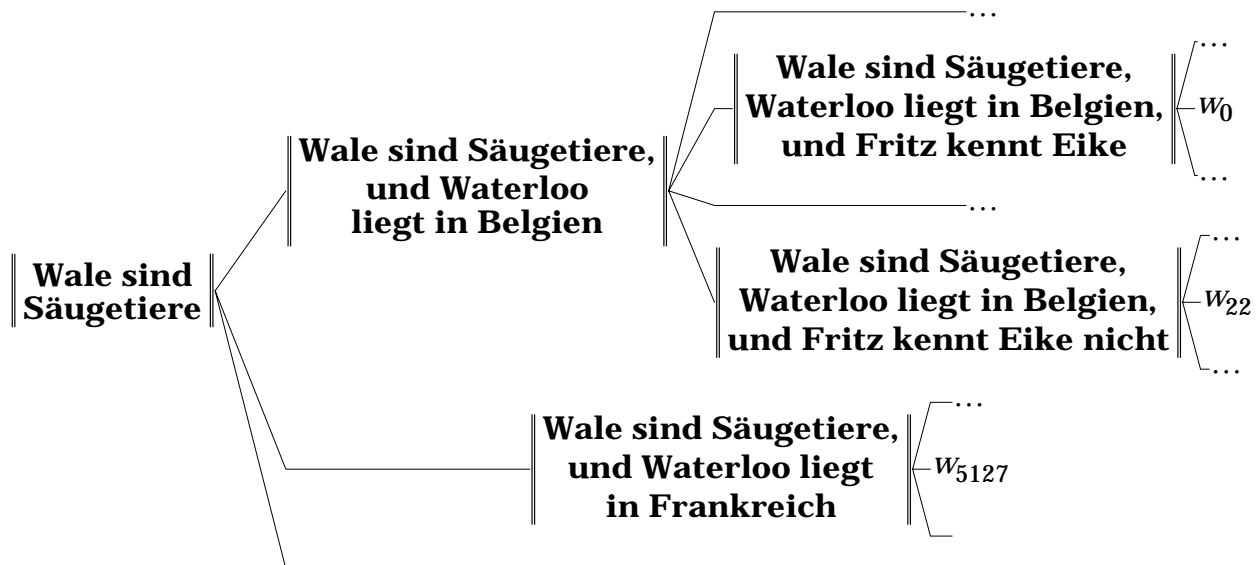 …
Wale sind Säugetiere,
Waterloo liegt in Belgien,
und Fritz kennt Eike
…
w0
…
Wale sind Säugetiere,
und Waterloo
liegt in Belgien
…
Wale sind
Säugetiere
Wale sind Säugetiere,
Waterloo liegt in Belgien,
und Fritz kennt Eike nicht
…
w22
…
Wale sind Säugetiere,
und Waterloo liegt
in Frankreich
…
w5127